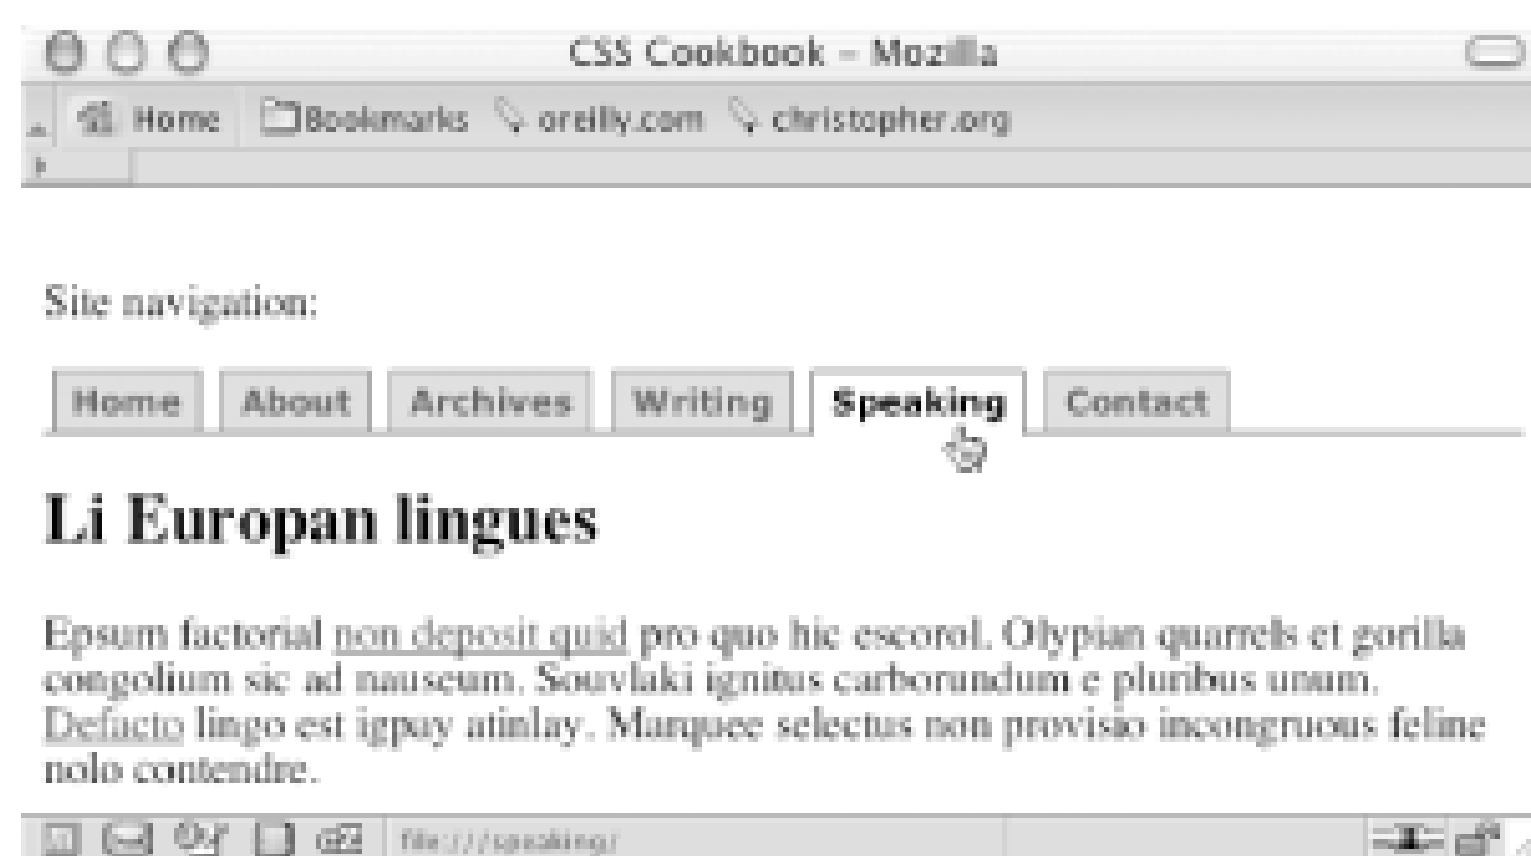 CSS Cookbook – Mozilla
Home Bookmarks oreilly.com christopher.org
Site navigation:
Home About Archives Writing Speaking Contact
Li Europan lingues
Epsum factorial non deposit quid pro quo hic escorol. Olypian quarrels et gorilla
congolium sic ad nauseum. Souvlaki ignitus carborundum e pluribus unum.
Defacto lingo est igpay atinlay. Marquee selectus non provisio incongruous feline
nolo contendre.
file:///speaking/